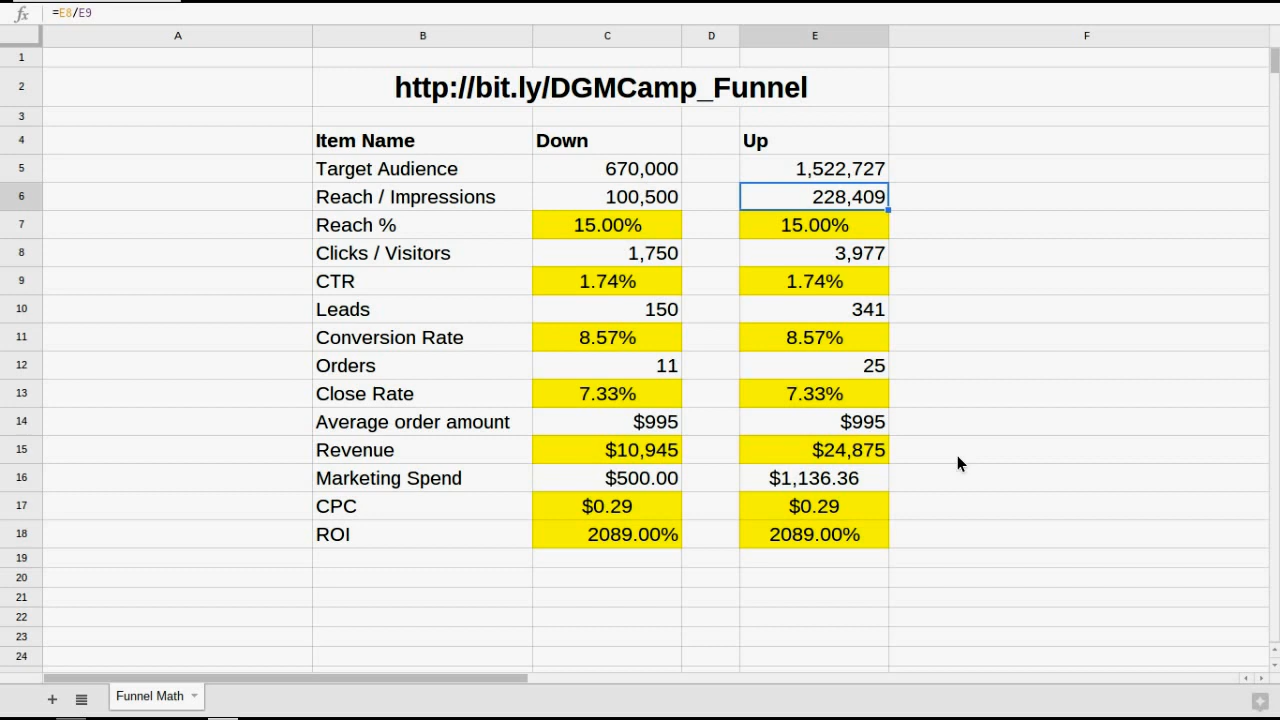 fx =E8/E9
A B C D E F
1
2 http://bit.ly/DGMCamp_Funnel
3
4 Item Name Down Up
5 Target Audience 670,000 1,522,727
6 Reach / Impressions 100,500 228,409
7 Reach % 15.00% 15.00%
8 Clicks / Visitors 1,750 3,977
9 CTR 1.74% 1.74%
10 Leads 150 341
11 Conversion Rate 8.57% 8.57%
12 Orders 11 25
13 Close Rate 7.33% 7.33%
14 Average order amount $995 $995
15 Revenue $10,945 $24,875
16 Marketing Spend $500.00 $1,136.36
17 CPC $0.29 $0.29
18 ROI 2089.00% 2089.00%
19
20
21
22
23
24
Funnel Math